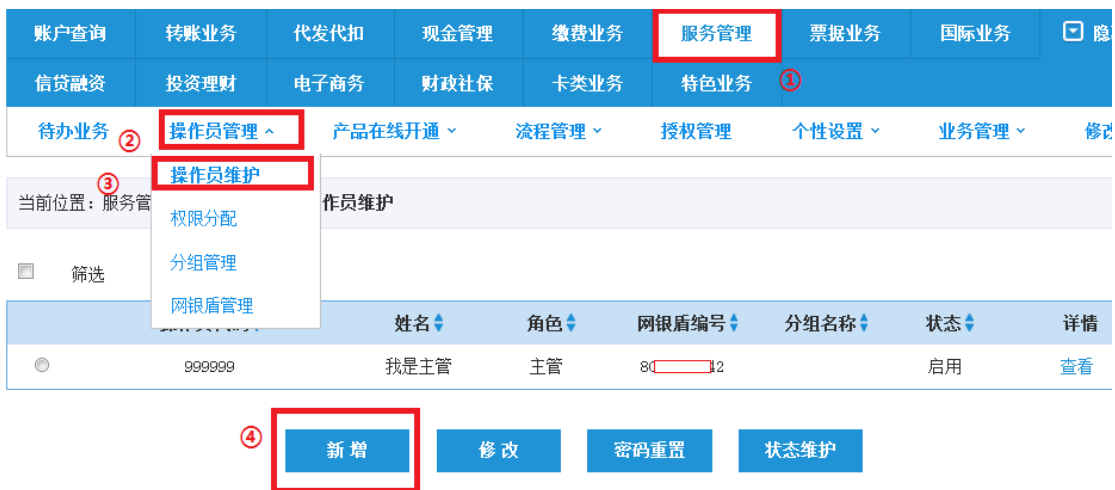 账户查询 转账业务 代发代扣 现金管理 缴费业务 服务管理 票据业务 国际业务 隐
信贷融资 投资理财 电子商务 财政社保 卡类业务 特色业务 ①
待办业务 ② 操作员管理 产品在线开通 流程管理 授权管理 个性设置 业务管理 修改
③ 操作员维护
当前位置：服务管 作员维护
权限分配
分组管理
筛选
网银盾管理
姓名 角色 网银盾编号 分组名称 状态 详情
999999 我是主管 主管 80 42 启用 查看
④ 新增 修改 密码重置 状态维护